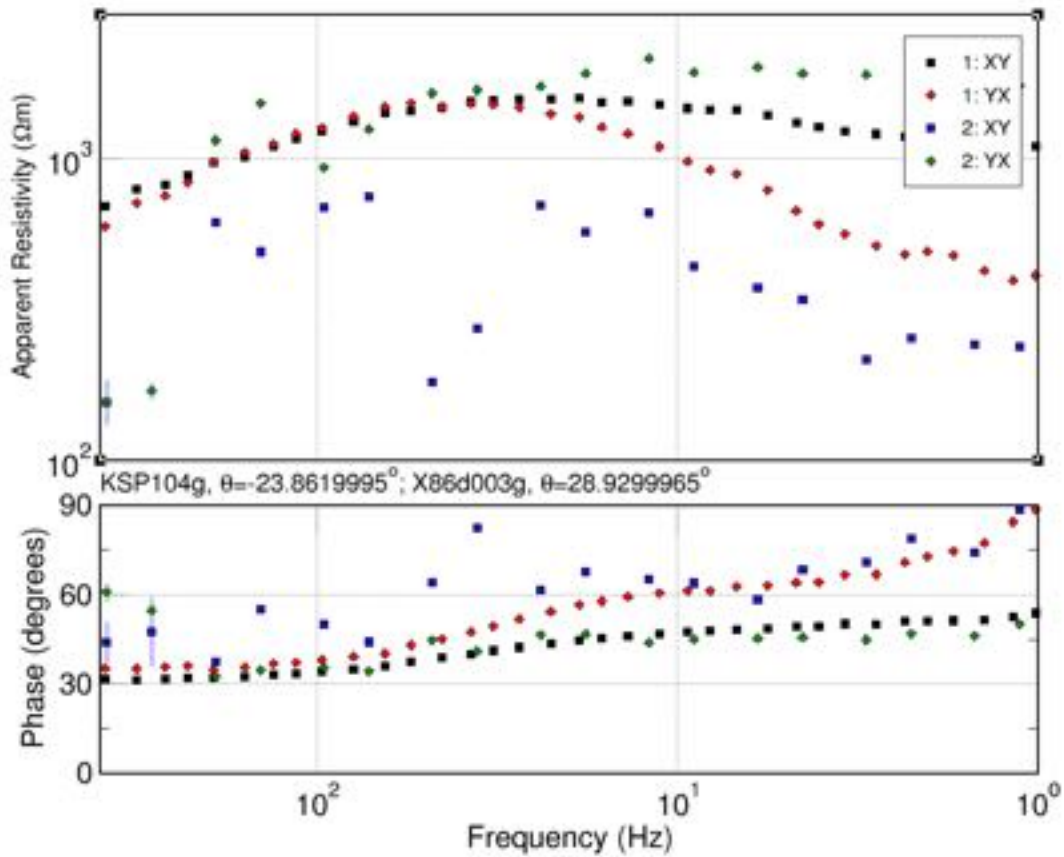 Apparent Resistivity (Ωm)
10³
10²
1: XY
1: YX
2: XY
2: YX
KSP104g, θ=-23.8619995°; X86d003g, θ=28.9299965°
Phase (degrees)
90
60
30
0
10² 10¹ 10⁰
Frequency (Hz)